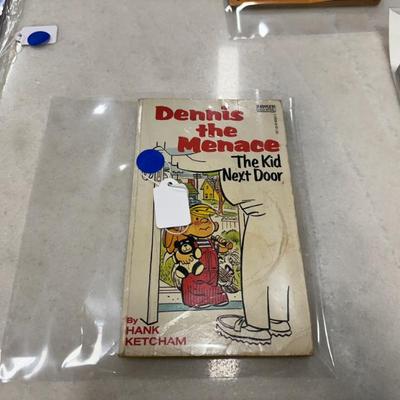 Dennis
the
Menace
The Kid
Next Door
By
HANK
KETCHAM